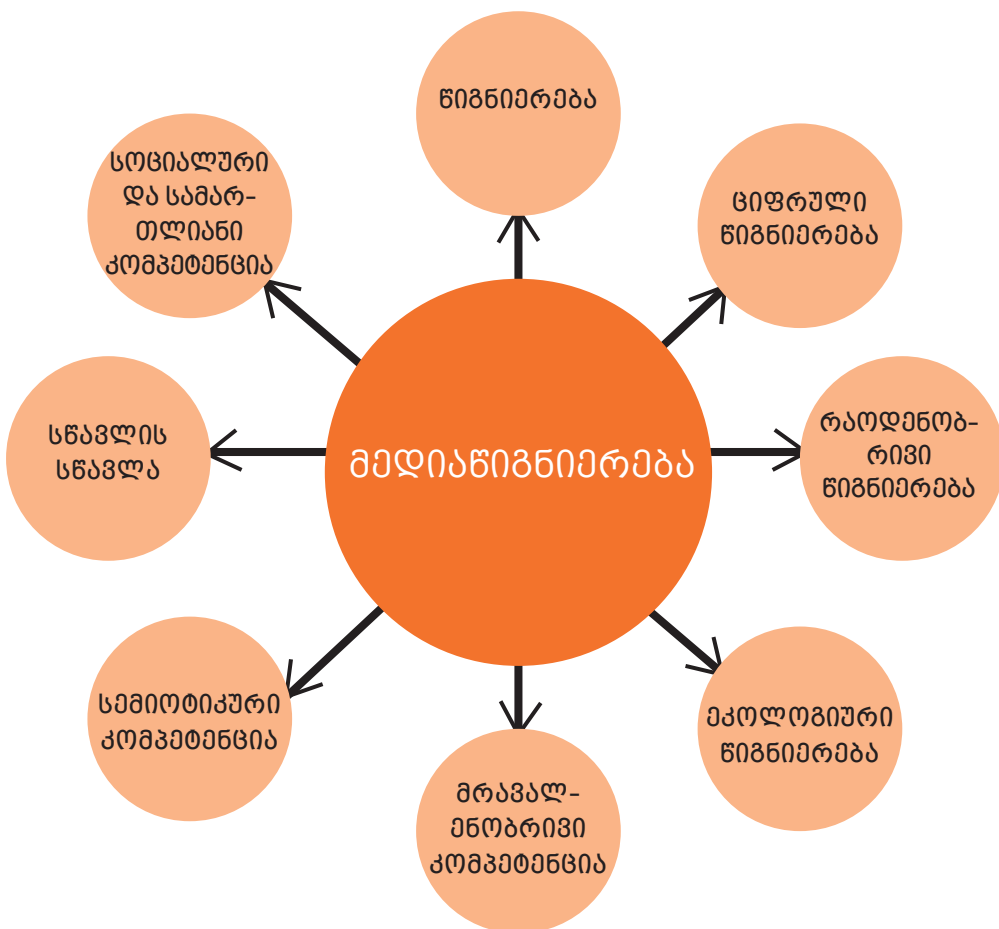 წიგნიერება
სოციალური
და სამარ-
თლიანი
კომპეტენცია
ციფრული
წიგნიერება
სწავლის
სწავლა
მედიაწიგნიერება
რაოდენობ-
რივი
წიგნიერება
სემიოტიკური
კომპეტენცია
მრავალ-
ენობრივი
კომპეტენცია
ეკოლოგიური
წიგნიერება